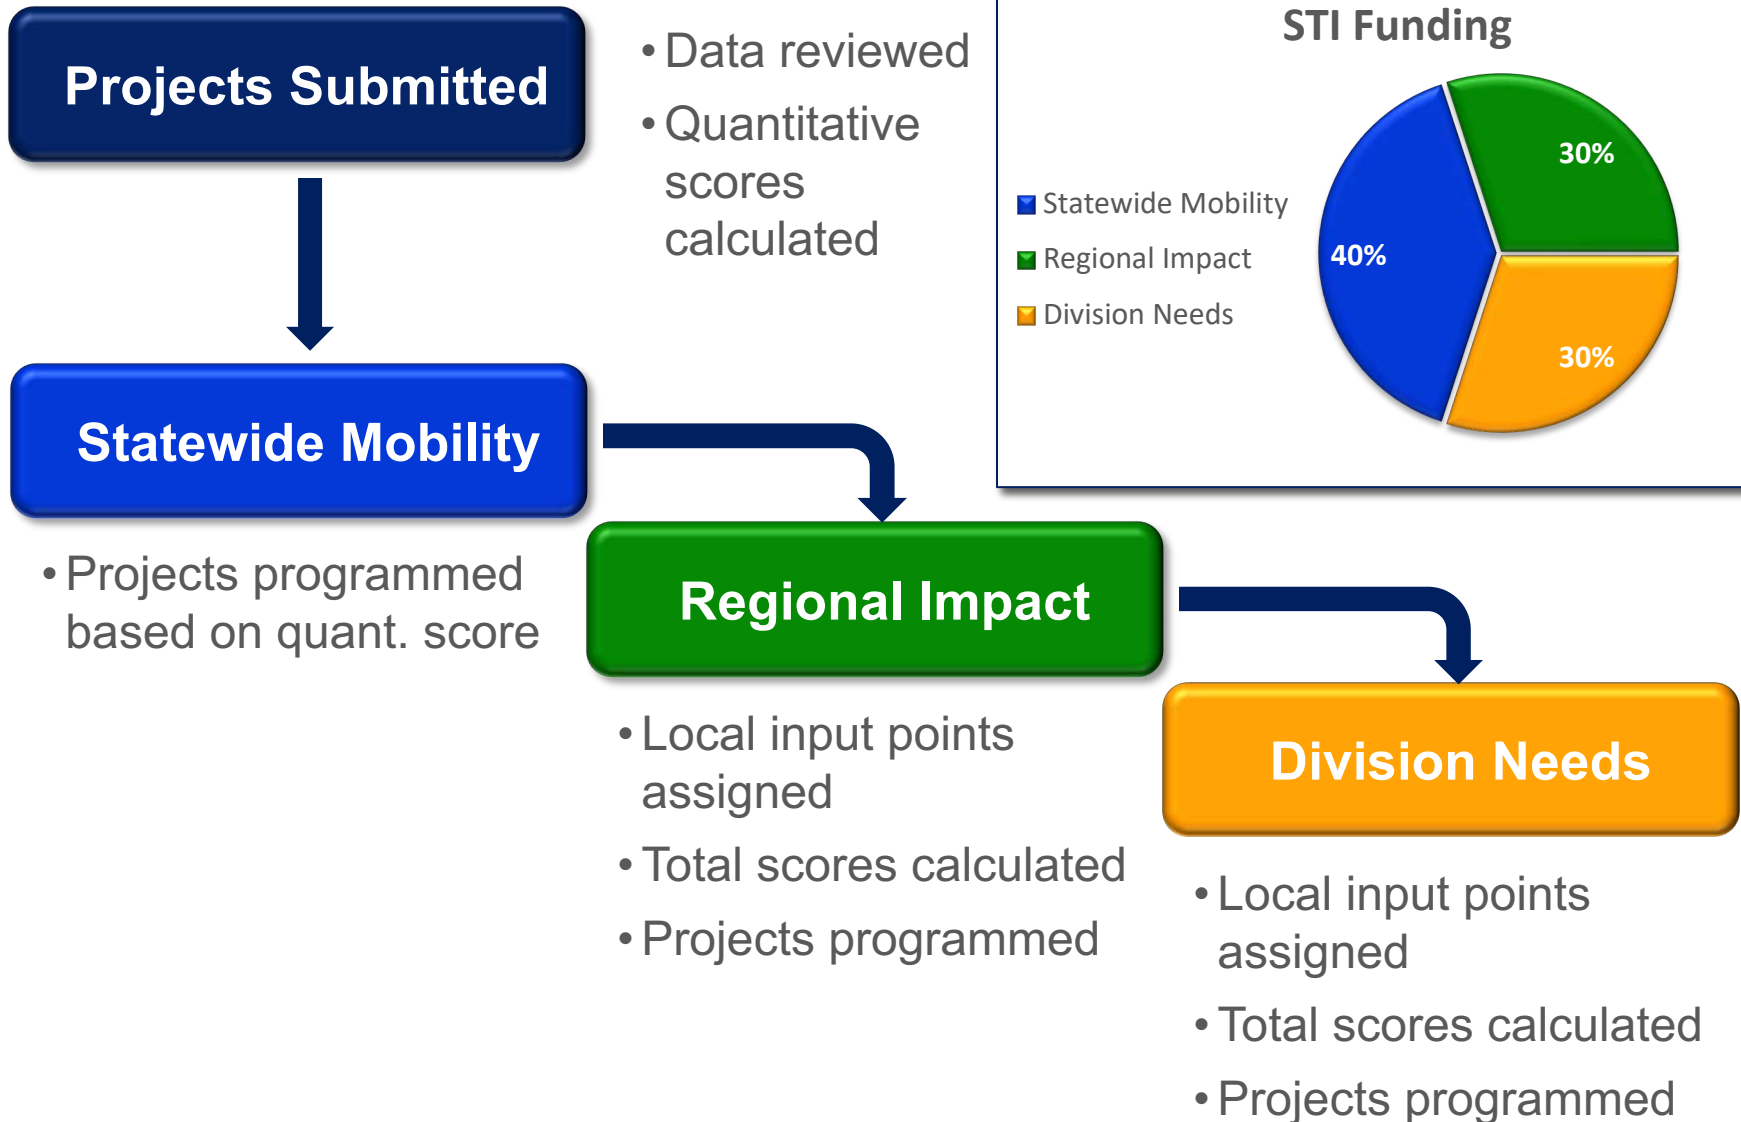 Projects Submitted
• Data reviewed
• Quantitative
scores
calculated
STI Funding
Statewide Mobility
Regional Impact
Division Needs
30%
40%
30%
Statewide Mobility
• Projects programmed
based on quant. score
Regional Impact
• Local input points
assigned
• Total scores calculated
• Projects programmed
Division Needs
• Local input points
assigned
• Total scores calculated
• Projects programmed